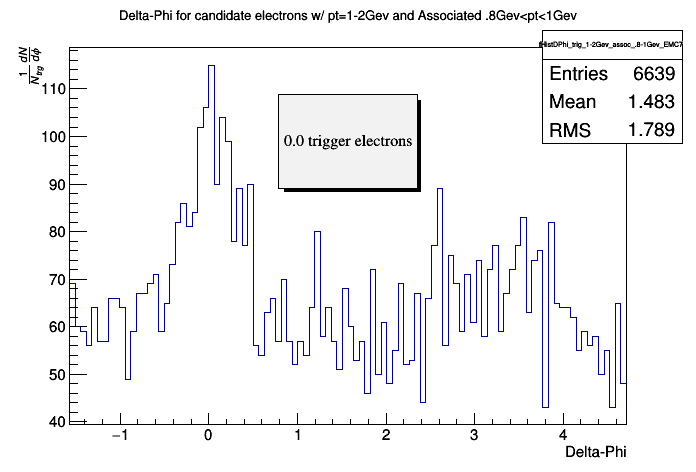 Delta-Phi for candidate electrons w/ pt=1-2Gev and Associated .8Gev<pt<1Gev
1 dN
N_trg dϕ
fHistDPhi_trig_1-2Gev_assoc_.8-1Gev_EMC7
Entries 6639
Mean 1.483
RMS 1.789
0.0 trigger electrons
110
100
90
80
70
60
50
40
−1 0 1 2 3 4
Delta-Phi